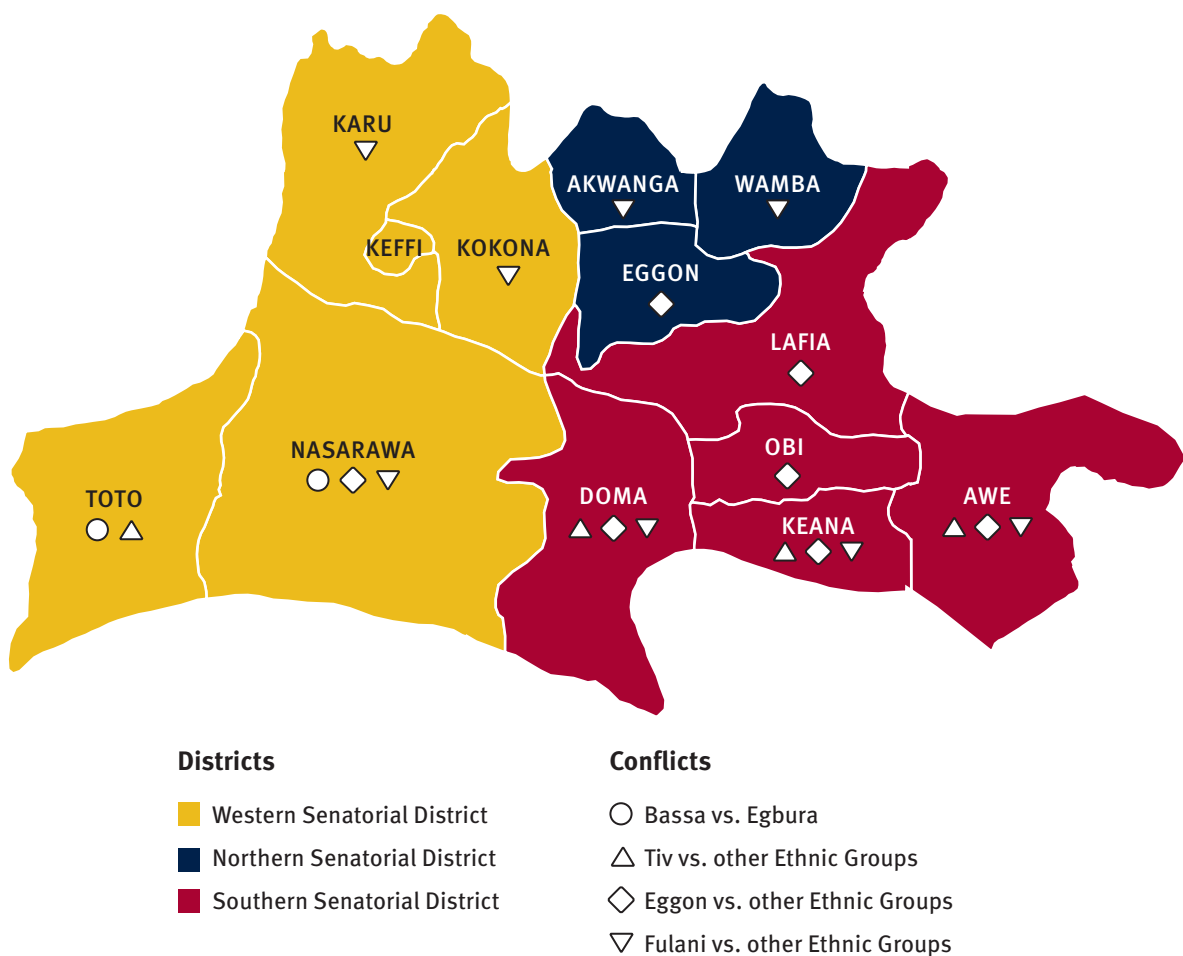 KARU
AKWANGA
WAMBA
KEFFI
KOKONA
EGGON
LAFIA
NASARAWA
OBI
TOTO
DOMA
AWE
KEANA
Districts
Western Senatorial District
Northern Senatorial District
Southern Senatorial District
Conflicts
Bassa vs. Egbura
Tiv vs. other Ethnic Groups
Eggon vs. other Ethnic Groups
Fulani vs. other Ethnic Groups